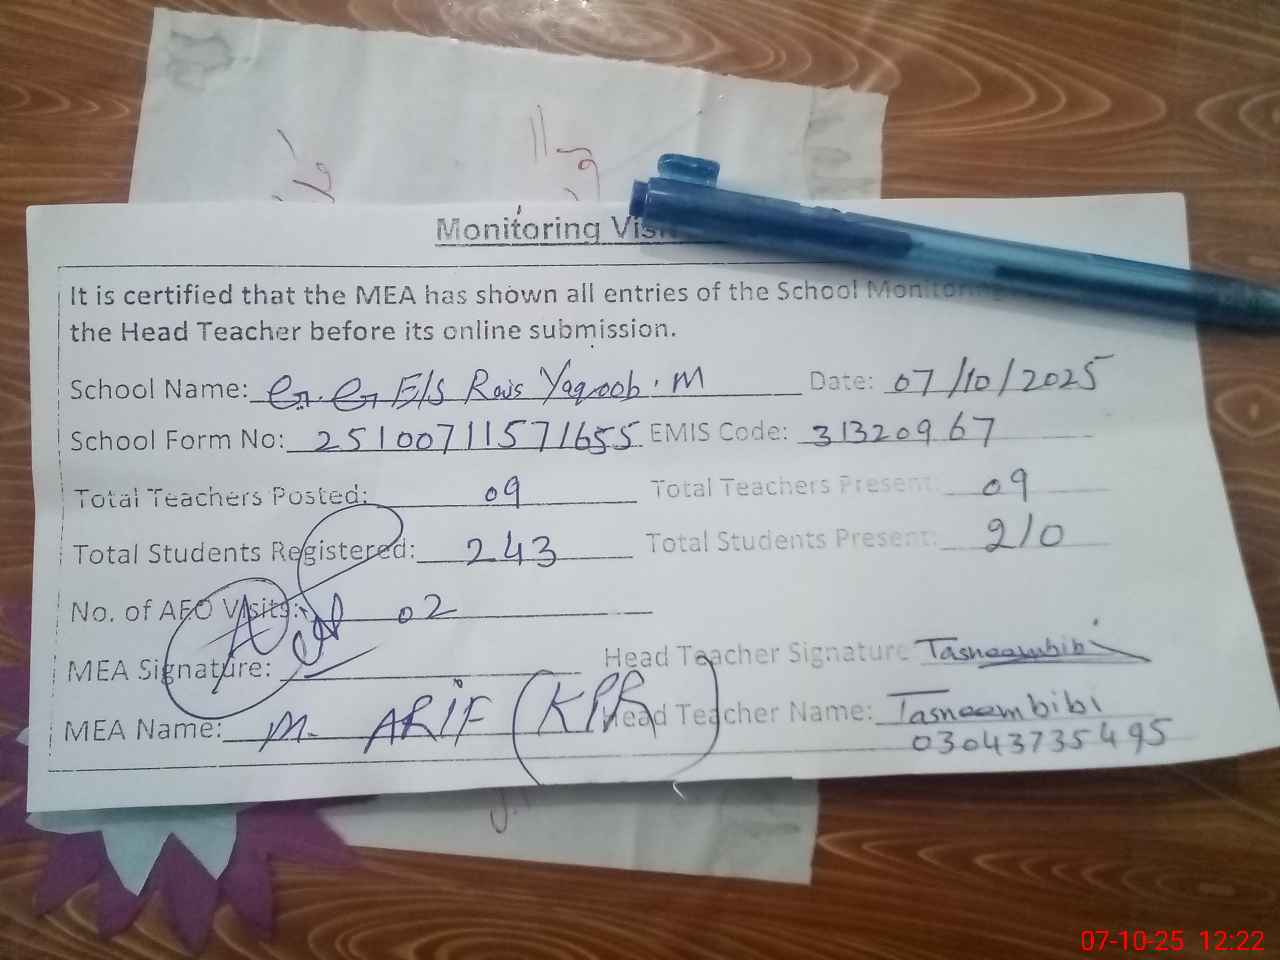 Monitoring Vis
It is certified that the MEA has shown all entries of the School Monitoring
the Head Teacher before its online submission.
School Name: G.G E/S Rais Yaqoob.M Date: 07/10/2025
School Form No: 25100711571655 EMIS Code: 31320967
Total Teachers Posted: 09 Total Teachers Present: 09
Total Students Registered: 243 Total Students Present: 210
No. of AEO Visits: 02
MEA Signature: Head Teacher Signature Tasneembibi
MEA Name: M. ARIF (KPR) Head Teacher Name: Tasneembibi
03043735495
07-10-25 12:22